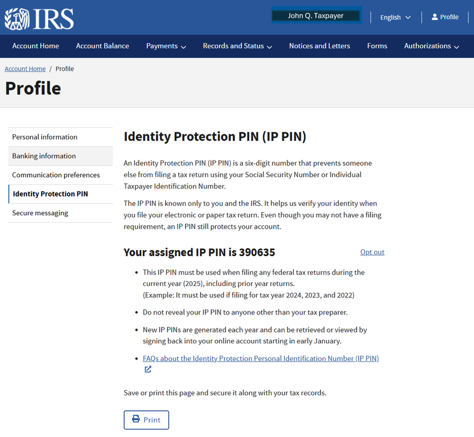 IRS
John Q. Taxpayer
English
Profile
Account Home
Account Balance
Payments
Records and Status
Notices and Letters
Forms
Authorizations
Account Home / Profile
Profile
Personal information
Banking information
Communication preferences
Identity Protection PIN
Secure messaging
Identity Protection PIN (IP PIN)
An Identity Protection PIN (IP PIN) is a six-digit number that prevents someone
else from filing a tax return using your Social Security Number or Individual
Taxpayer Identification Number.
The IP PIN is known only to you and the IRS. It helps us verify your identity when
you file your electronic or paper tax return. Even though you may not have a filing
requirement, an IP PIN still protects your account.
Your assigned IP PIN is 390635
Opt out
• This IP PIN must be used when filing any federal tax returns during the
current year (2025), including prior year returns.
(Example: It must be used if filing for tax year 2024, 2023, and 2022)
• Do not reveal your IP PIN to anyone other than your tax preparer.
• New IP PINs are generated each year and can be retrieved or viewed by
signing back into your online account starting in early January.
• FAQs about the Identity Protection Personal Identification Number (IP PIN)
Save or print this page and secure it along with your tax records.
Print